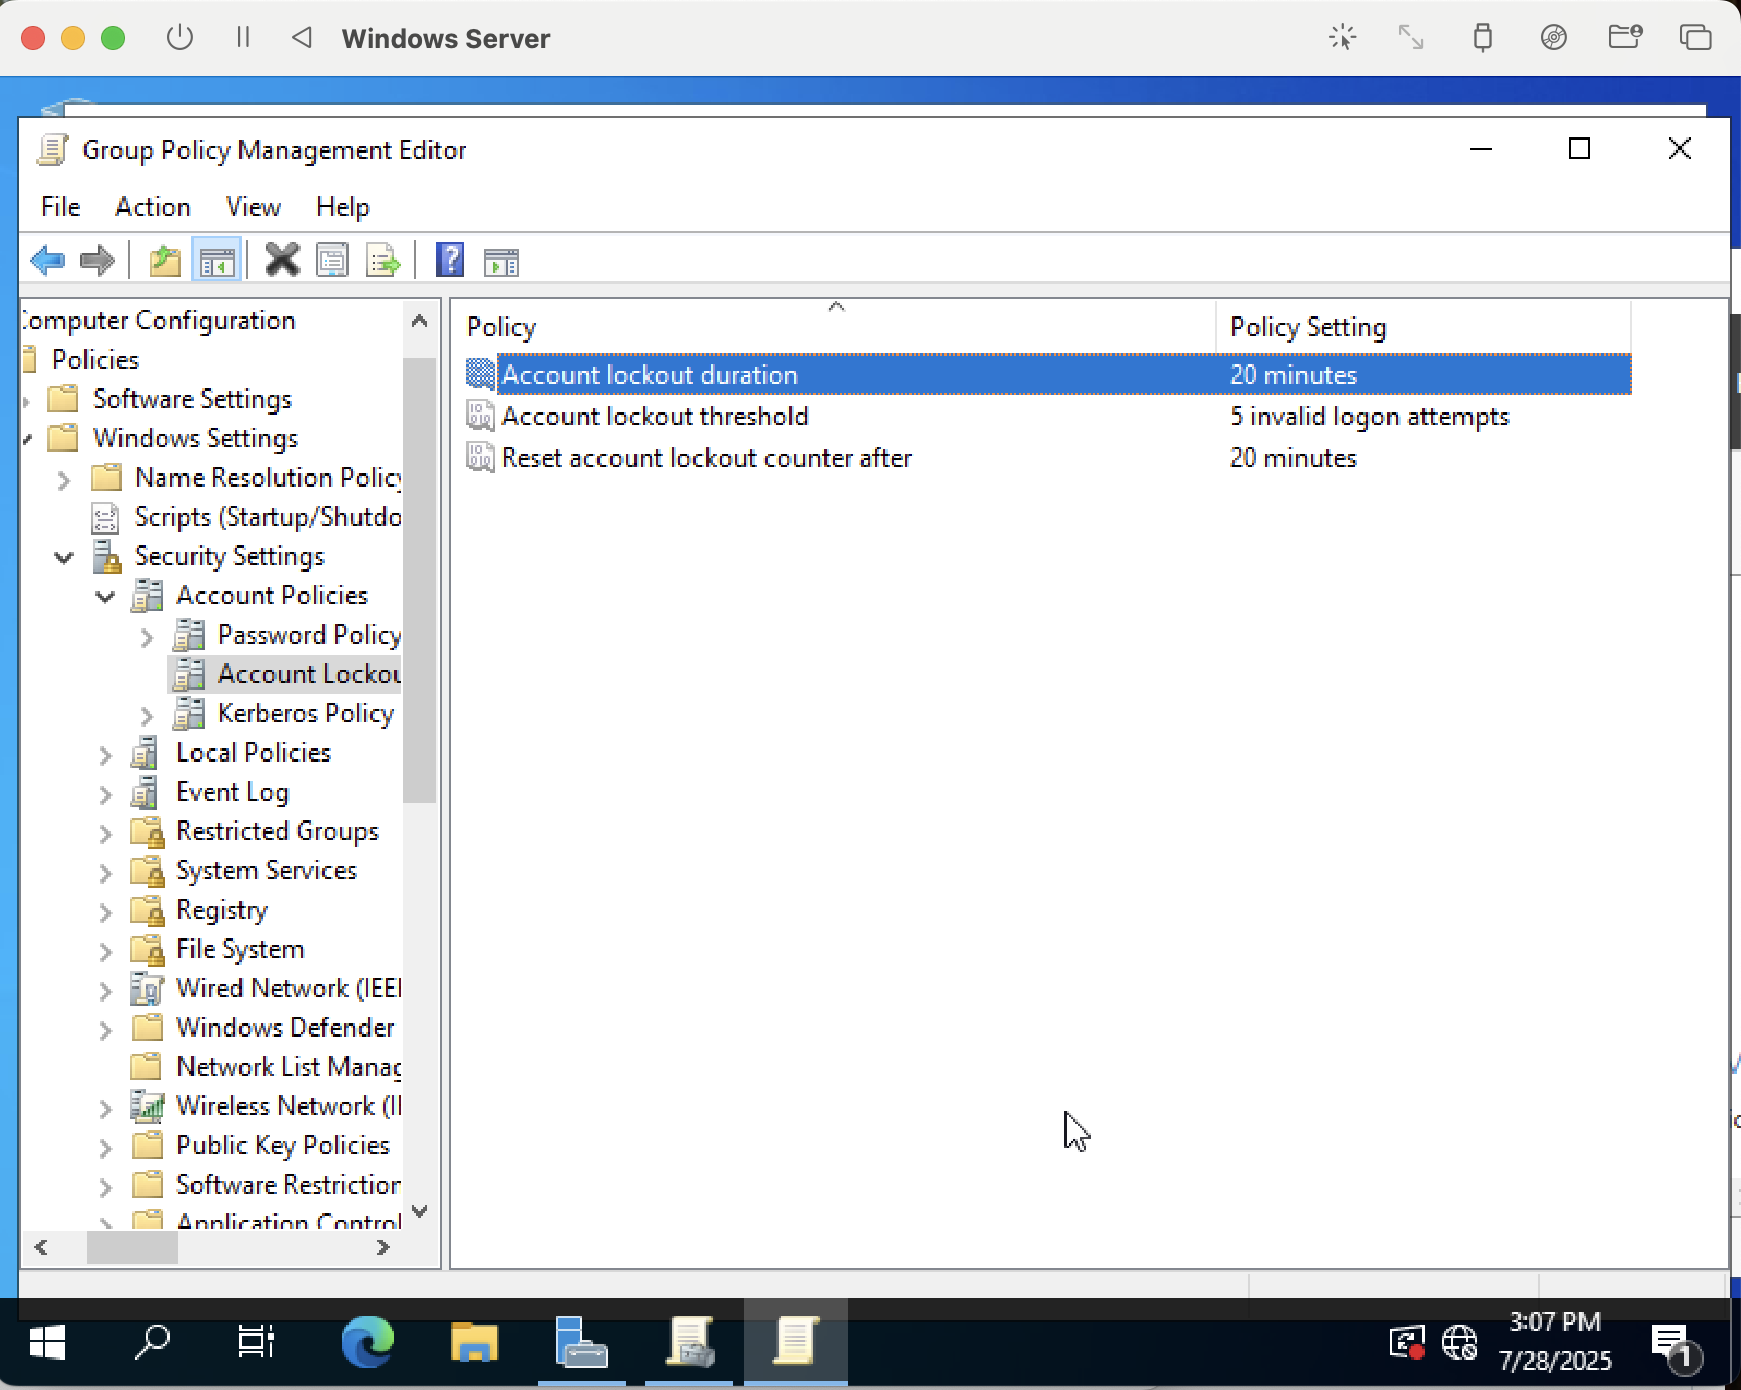 Windows Server
Group Policy Management Editor
File Action View Help
Computer Configuration
Policies
Software Settings
Windows Settings
Name Resolution Policy
Scripts (Startup/Shutdo
Security Settings
Account Policies
Password Policy
Account Lockou
Kerberos Policy
Local Policies
Event Log
Restricted Groups
System Services
Registry
File System
Wired Network (IEEE
Windows Defender
Network List Manag
Wireless Network (I
Public Key Policies
Software Restriction
Application Control
Policy Policy Setting
Account lockout duration 20 minutes
Account lockout threshold 5 invalid logon attempts
Reset account lockout counter after 20 minutes
3:07 PM
7/28/2025
1